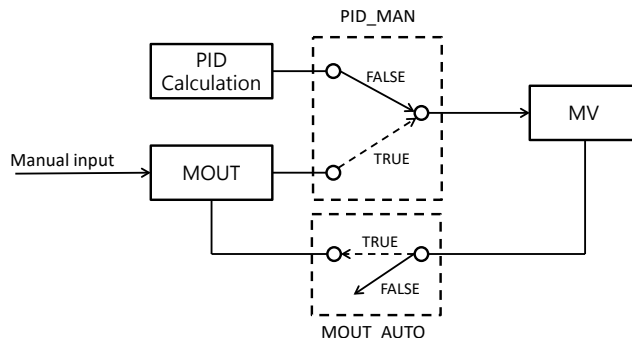 PID_MAN
PID
Calculation
FALSE
MV
TRUE
Manual input
MOUT
TRUE
FALSE
MOUT_AUTO